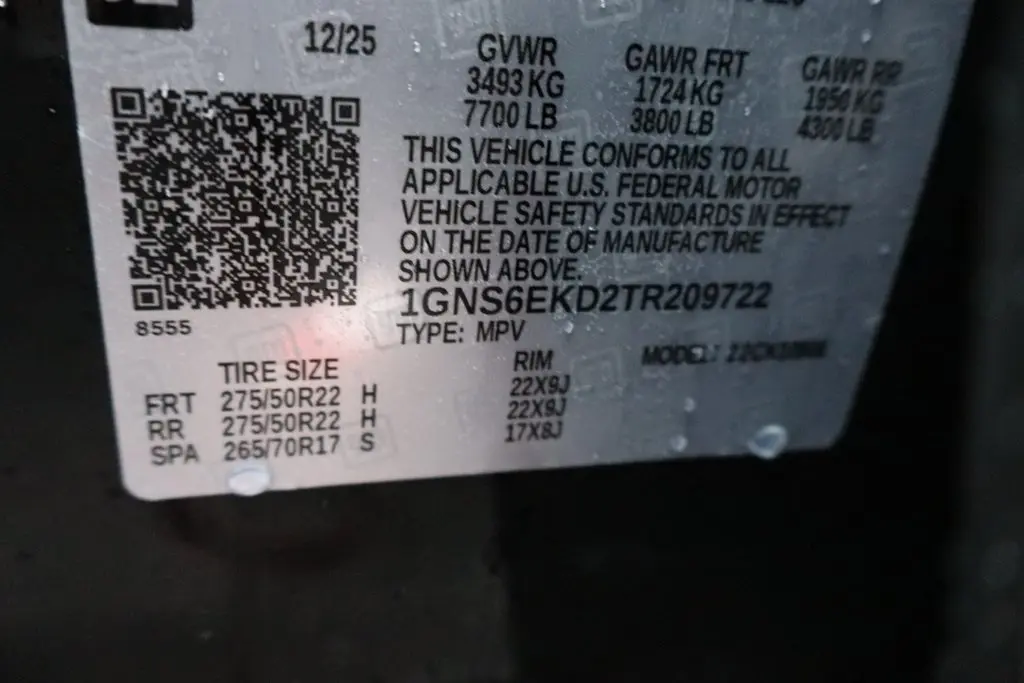 12/25
GVWR GAWR FRT GAWR RR
3493 KG 1724 KG 1950 KG
7700 LB 3800 LB 4300 LB
THIS VEHICLE CONFORMS TO ALL
APPLICABLE U.S. FEDERAL MOTOR
VEHICLE SAFETY STANDARDS IN EFFECT
ON THE DATE OF MANUFACTURE
SHOWN ABOVE.
1GNS6EKD2TR209722
8555 TYPE: MPV
MODEL:
TIRE SIZE RIM
FRT 275/50R22 H 22X9J
RR 275/50R22 H 22X9J
SPA 265/70R17 S 17X8J